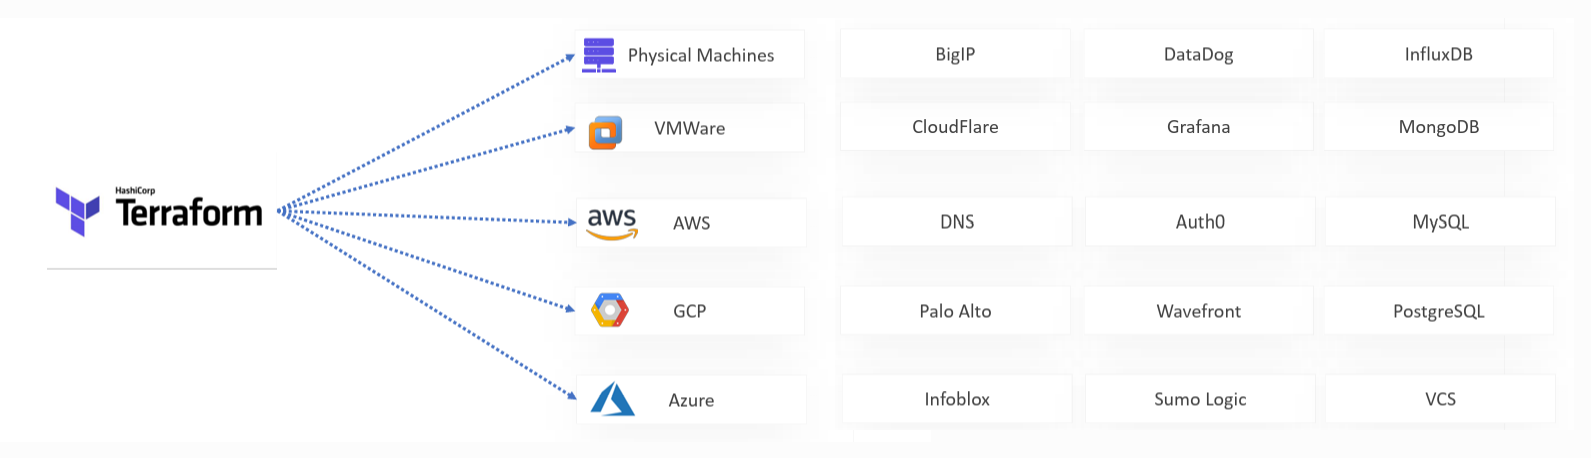 Physical Machines
BigIP
DataDog
InfluxDB
VMWare
CloudFlare
Grafana
MongoDB
HashiCorp
Terraform
aws
AWS
DNS
Auth0
MySQL
GCP
Palo Alto
Wavefront
PostgreSQL
Azure
Infoblox
Sumo Logic
VCS